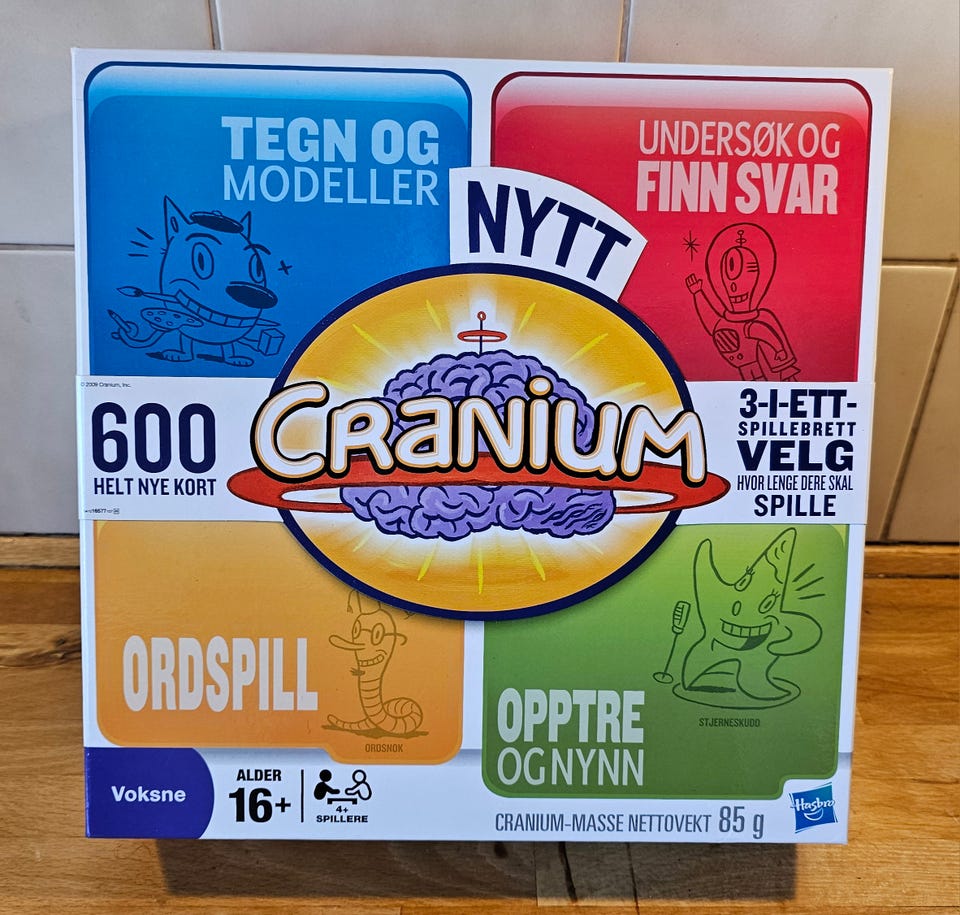 TEGN OG
MODELLER
UNDERSØK OG
FINN SVAR
NYTT
© 2009 Cranium, Inc.
600
HELT NYE KORT
CRANIUM
3-I-ETT-
SPILLEBRETT
VELG
HVOR LENGE DERE SKAL
SPILLE
ORDSPILL
ORDSNOK
OPPTRE
OG NYNN
STJERNESKUDD
Voksne
ALDER
16+
4+
SPILLERE
CRANIUM-MASSE NETTOVEKT 85 g
Hasbro